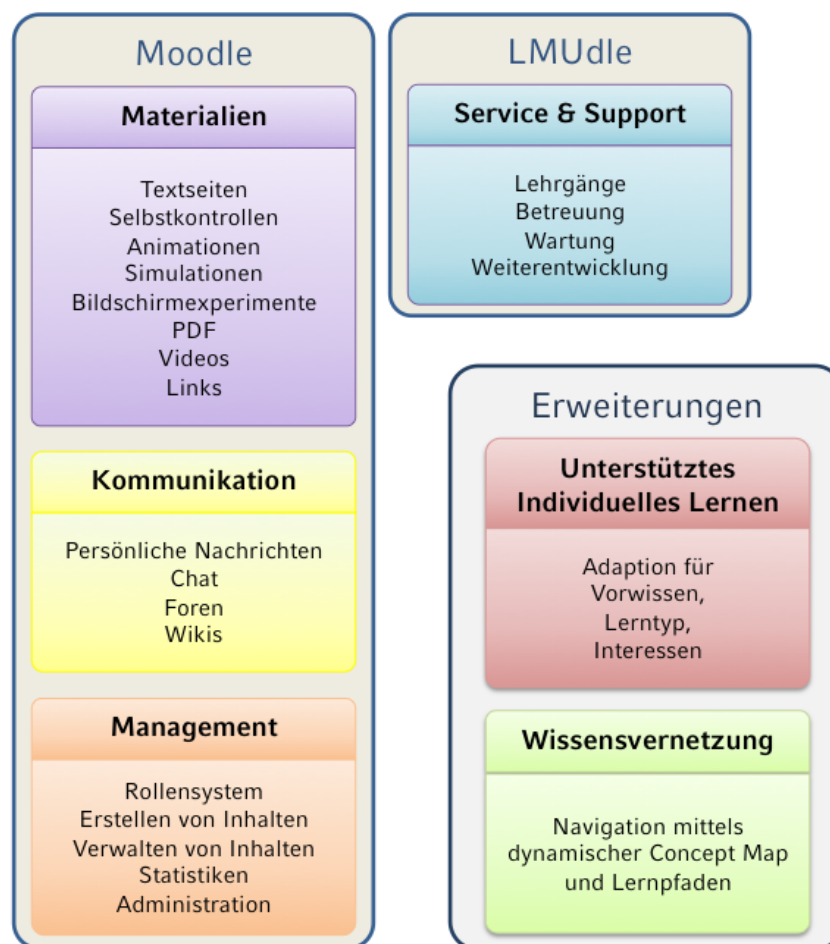 Moodle
Materialien
Textseiten
Selbstkontrollen
Animationen
Simulationen
Bildschirmexperimente
PDF
Videos
Links
Kommunikation
Persönliche Nachrichten
Chat
Foren
Wikis
Management
Rollensystem
Erstellen von Inhalten
Verwalten von Inhalten
Statistiken
Administration
LMUdle
Service & Support
Lehrgänge
Betreuung
Wartung
Weiterentwicklung
Erweiterungen
Unterstütztes
Individuelles Lernen
Adaption für
Vorwissen,
Lerntyp,
Interessen
Wissensvernetzung
Navigation mittels
dynamischer Concept Map
und Lernpfaden